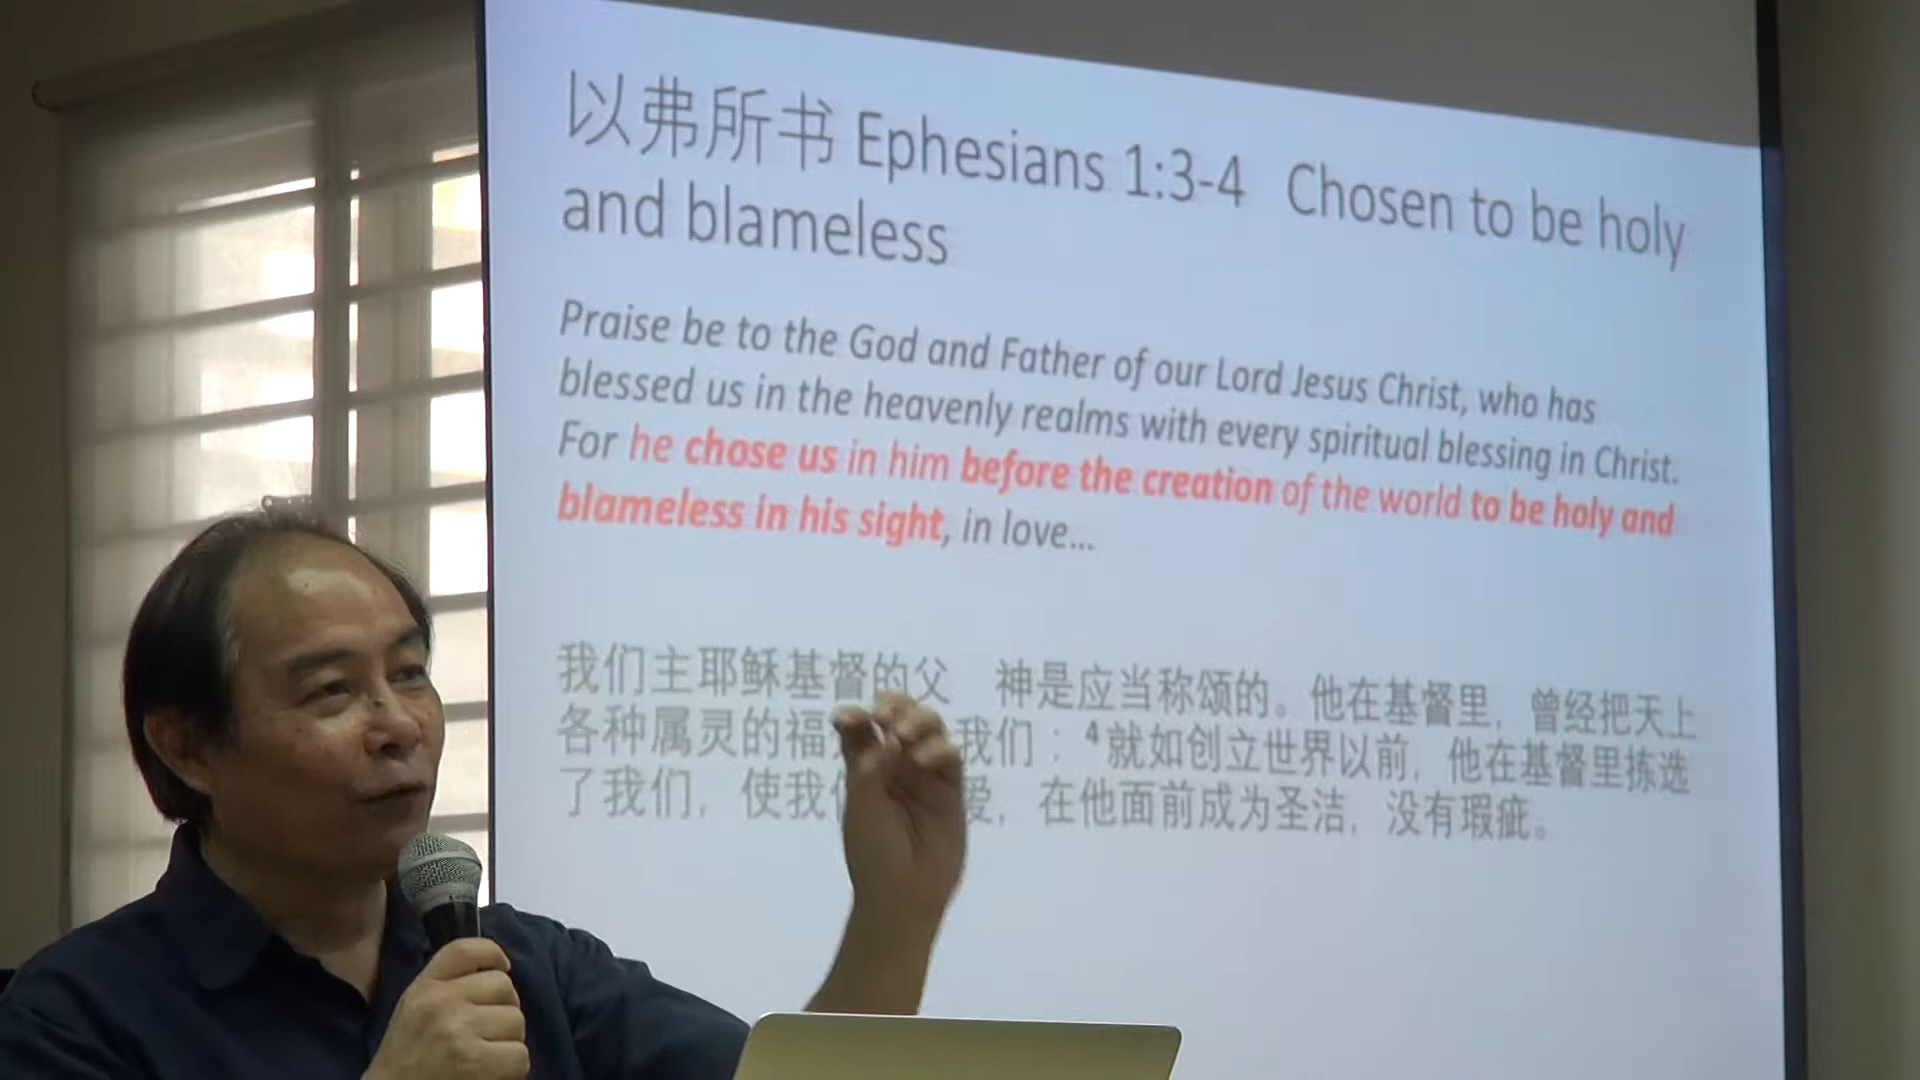 以弗所书 Ephesians 1:3-4 Chosen to be holy
and blameless
Praise be to the God and Father of our Lord Jesus Christ, who has
blessed us in the heavenly realms with every spiritual blessing in Christ.
For he chose us in him before the creation of the world to be holy and
blameless in his sight, in love...
我们主耶稣基督的父 神是应当称颂的。他在基督里，曾经把天上
各种属灵的福 我们：⁴就如创立世界以前，他在基督里拣选
了我们，使我 爱，在他面前成为圣洁，没有瑕疵。